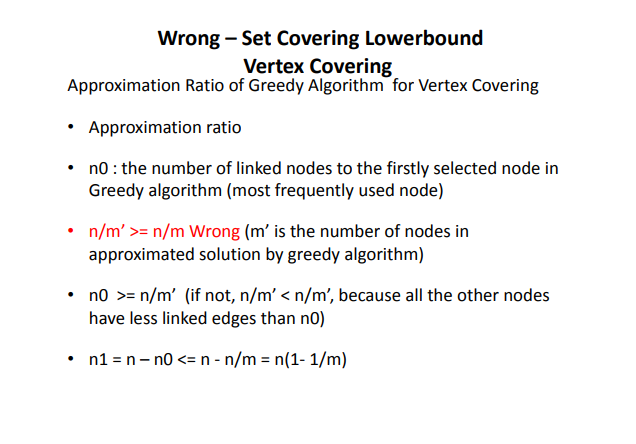 Wrong – Set Covering Lowerbound
Vertex Covering
Approximation Ratio of Greedy Algorithm for Vertex Covering
• Approximation ratio
• n0 : the number of linked nodes to the firstly selected node in
Greedy algorithm (most frequently used node)
• n/m′ >= n/m Wrong (m′ is the number of nodes in
approximated solution by greedy algorithm)
• n0 >= n/m′ (if not, n/m′ < n/m′, because all the other nodes
have less linked edges than n0)
• n1 = n – n0 <= n - n/m = n(1- 1/m)